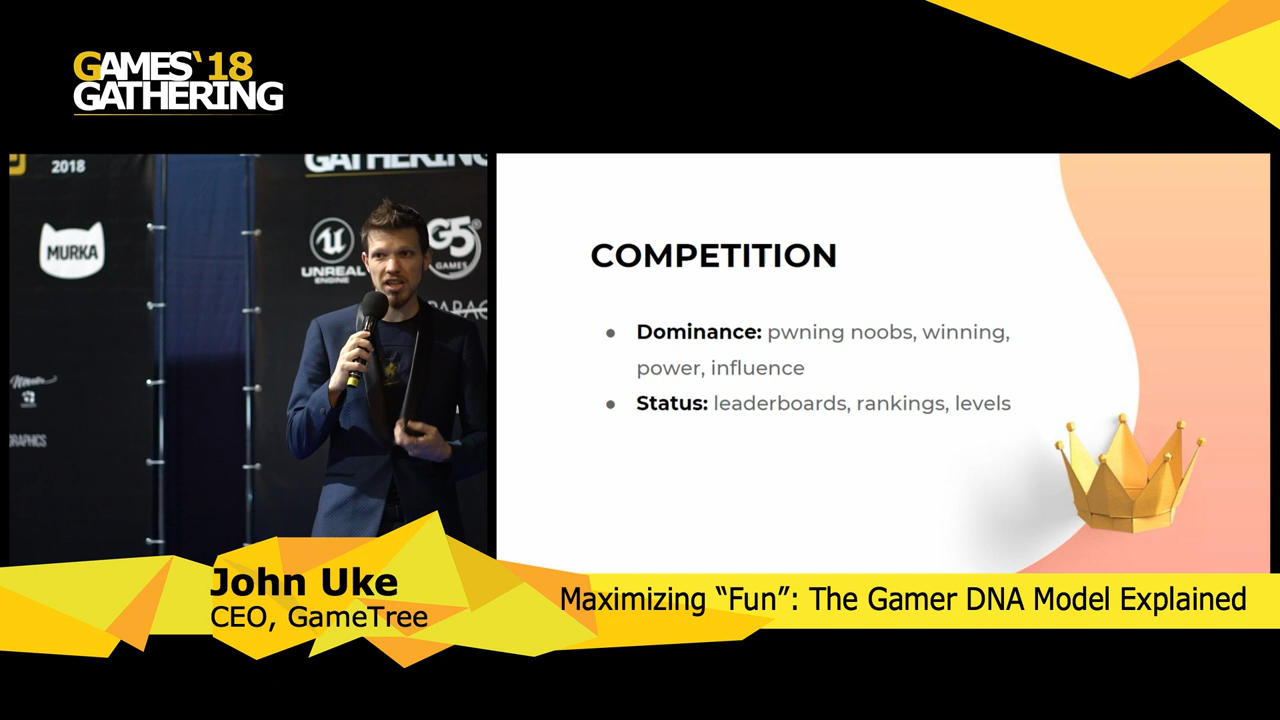 GAMES‘18
GATHERING
2018
GATHERING
MURKA
UNREAL
ENGINE
G5
GAMES
COMPETITION
● Dominance: pwning noobs, winning,
power, influence
● Status: leaderboards, rankings, levels
John Uke
CEO, GameTree
Maximizing “Fun”: The Gamer DNA Model Explained